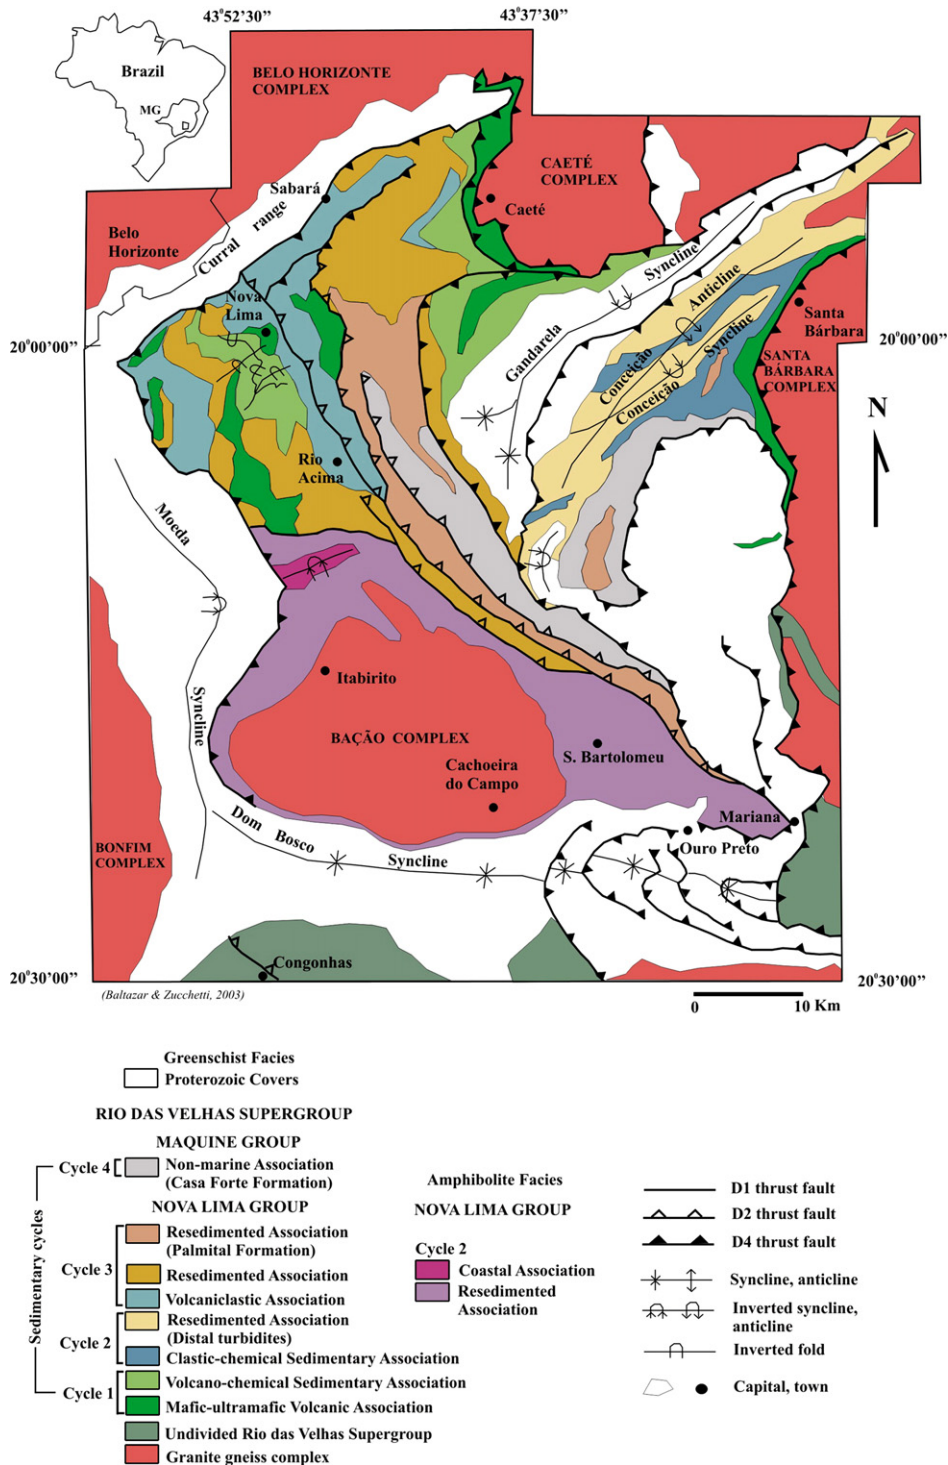 43°52'30"
43°37'30"
Brazil
MG
BELO HORIZONTE
COMPLEX
CAETÉ
COMPLEX
Sabará
Caeté
Belo
Horizonte
Curral range
Nova
Lima
20°00'00"
Gandarela Syncline
Conceição Anticline
Conceição Syncline
Santa
Bárbara
20°00'00"
SANTA
BÁRBARA
COMPLEX
N
Rio
Acima
Moeda
Syncline
Itabirito
BAÇÃO COMPLEX
S. Bartolomeu
Cachoeira
do Campo
Mariana
Ouro Preto
Dom Bosco Syncline
BONFIM
COMPLEX
Congonhas
20°30'00"
20°30'00"
(Baltazar & Zucchetti, 2003)
0 10 Km
Greenschist Facies
Proterozoic Covers
RIO DAS VELHAS SUPERGROUP
MAQUINE GROUP
Sedimentary cycles
Cycle 4
Non-marine Association
(Casa Forte Formation)
NOVA LIMA GROUP
Cycle 3
Resedimented Association
(Palmital Formation)
Resedimented Association
Volcaniclastic Association
Cycle 2
Resedimented Association
(Distal turbidites)
Clastic-chemical Sedimentary Association
Cycle 1
Volcano-chemical Sedimentary Association
Mafic-ultramafic Volcanic Association
Undivided Rio das Velhas Supergroup
Granite gneiss complex
Amphibolite Facies
NOVA LIMA GROUP
Cycle 2
Coastal Association
Resedimented
Association
D1 thrust fault
D2 thrust fault
D4 thrust fault
Syncline, anticline
Inverted syncline,
anticline
Inverted fold
Capital, town